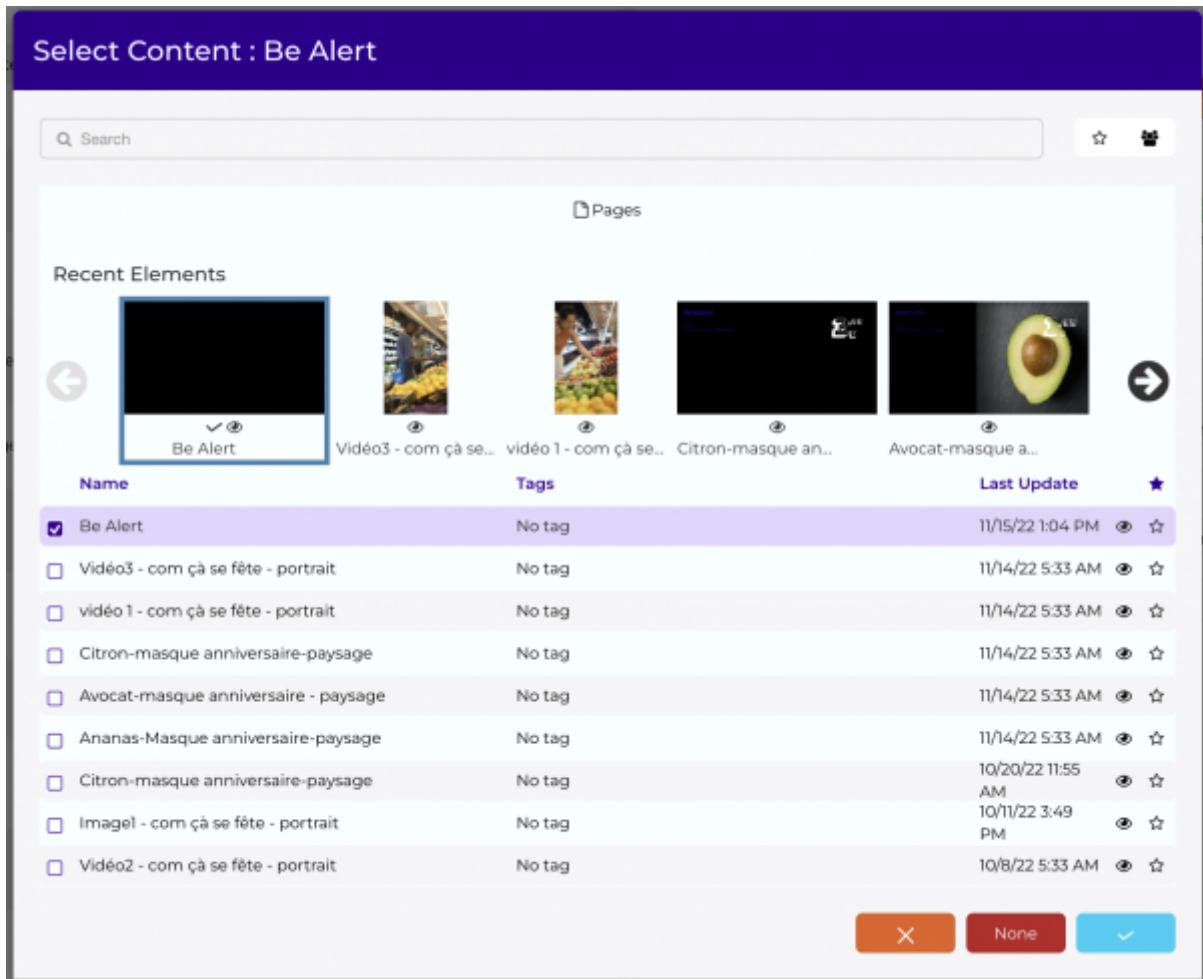 Select Content : Be Alert
Search
Pages
Recent Elements
Be Alert
Vidéo3 - com çà se...
vidéo 1 - com çà se...
Citron-masque an...
Avocat-masque a...
Name Tags Last Update
Be Alert No tag 11/15/22 1:04 PM
Vidéo3 - com çà se fête - portrait No tag 11/14/22 5:33 AM
vidéo 1 - com çà se fête - portrait No tag 11/14/22 5:33 AM
Citron-masque anniversaire-paysage No tag 11/14/22 5:33 AM
Avocat-masque anniversaire - paysage No tag 11/14/22 5:33 AM
Ananas-Masque anniversaire-paysage No tag 11/14/22 5:33 AM
Citron-masque anniversaire-paysage No tag 10/20/22 11:55
AM
Image1 - com çà se fête - portrait No tag 10/11/22 3:49
PM
Vidéo2 - com çà se fête - portrait No tag 10/8/22 5:33 AM
None